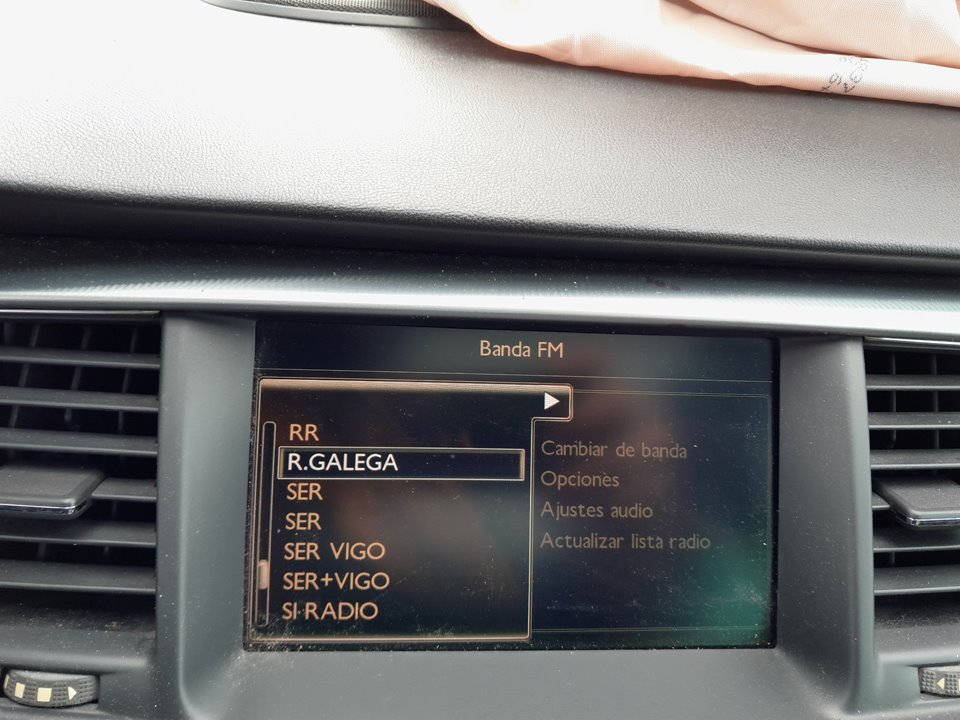 Banda FM
RR
R.GALEGA
SER
SER
SER VIGO
SER+VIGO
SI RADIO
Cambiar de banda
Opciones
Ajustes audio
Actualizar lista radio